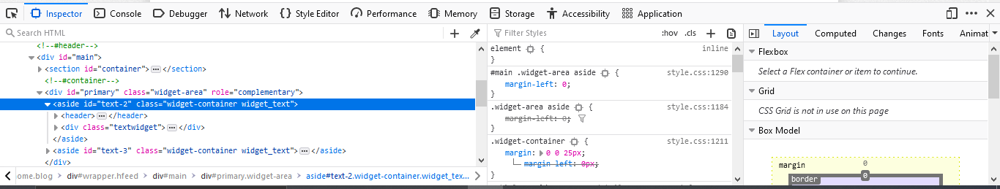 Inspector Console Debugger Network Style Editor Performance Memory Storage Accessibility Application
Search HTML
<!--#header-->
<div id="main">
<section id="container"> </section>
<!--#container-->
<div id="primary" class="widget-area" role="complementary">
<aside id="text-2" class="widget-container widget_text">
<header> </header>
<div class="textwidget"> </div>
</aside>
<aside id="text-3" class="widget-container widget_text"> </aside>
</div>
ome.blog div#wrapper.hfeed div#main div#primary.widget-area aside#text-2.widget-container.widget_tex…
Filter Styles :hov .cls
element { inline
}
#main .widget-area aside { style.css:1290
margin-left: 0;
}
.widget-area aside { style.css:1184
margin-left: 0;
}
.widget-container { style.css:1211
margin: 0 0 25px;
margin-left: 0px;
}
Layout Computed Changes Fonts Animat
Flexbox
Select a Flex container or item to continue.
Grid
CSS Grid is not in use on this page
Box Model
margin 0
border 0